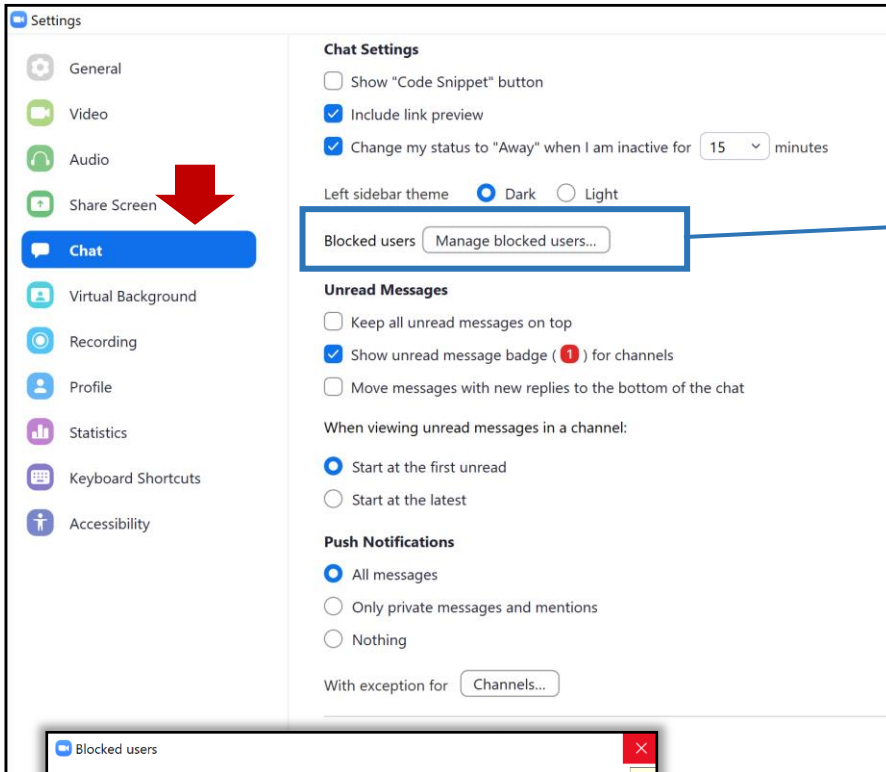 Settings
General
Video
Audio
Share Screen
Chat
Virtual Background
Recording
Profile
Statistics
Keyboard Shortcuts
Accessibility
Chat Settings
Show "Code Snippet" button
Include link preview
Change my status to "Away" when I am inactive for 15 minutes
Left sidebar theme Dark Light
Blocked users Manage blocked users...
Unread Messages
Keep all unread messages on top
Show unread message badge ( 1 ) for channels
Move messages with new replies to the bottom of the chat
When viewing unread messages in a channel:
Start at the first unread
Start at the latest
Push Notifications
All messages
Only private messages and mentions
Nothing
With exception for Channels...
Blocked users